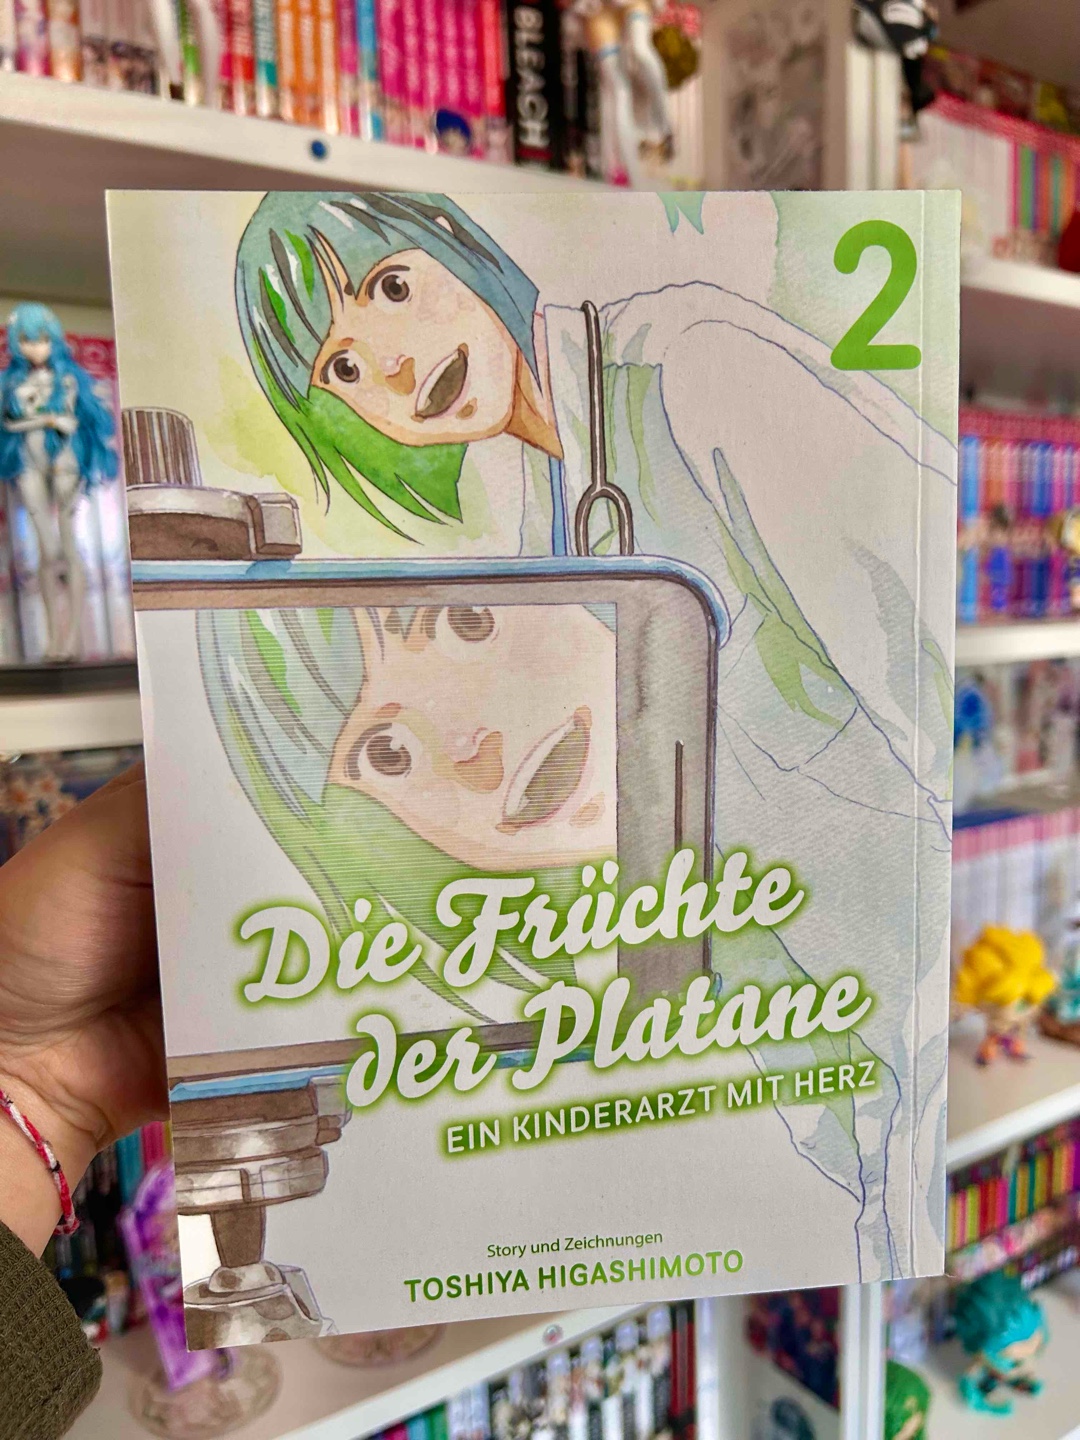 BLEACH
2
Die Früchte
der Platane
EIN KINDERARZT MIT HERZ
Story und Zeichnungen
TOSHIYA HIGASHIMOTO